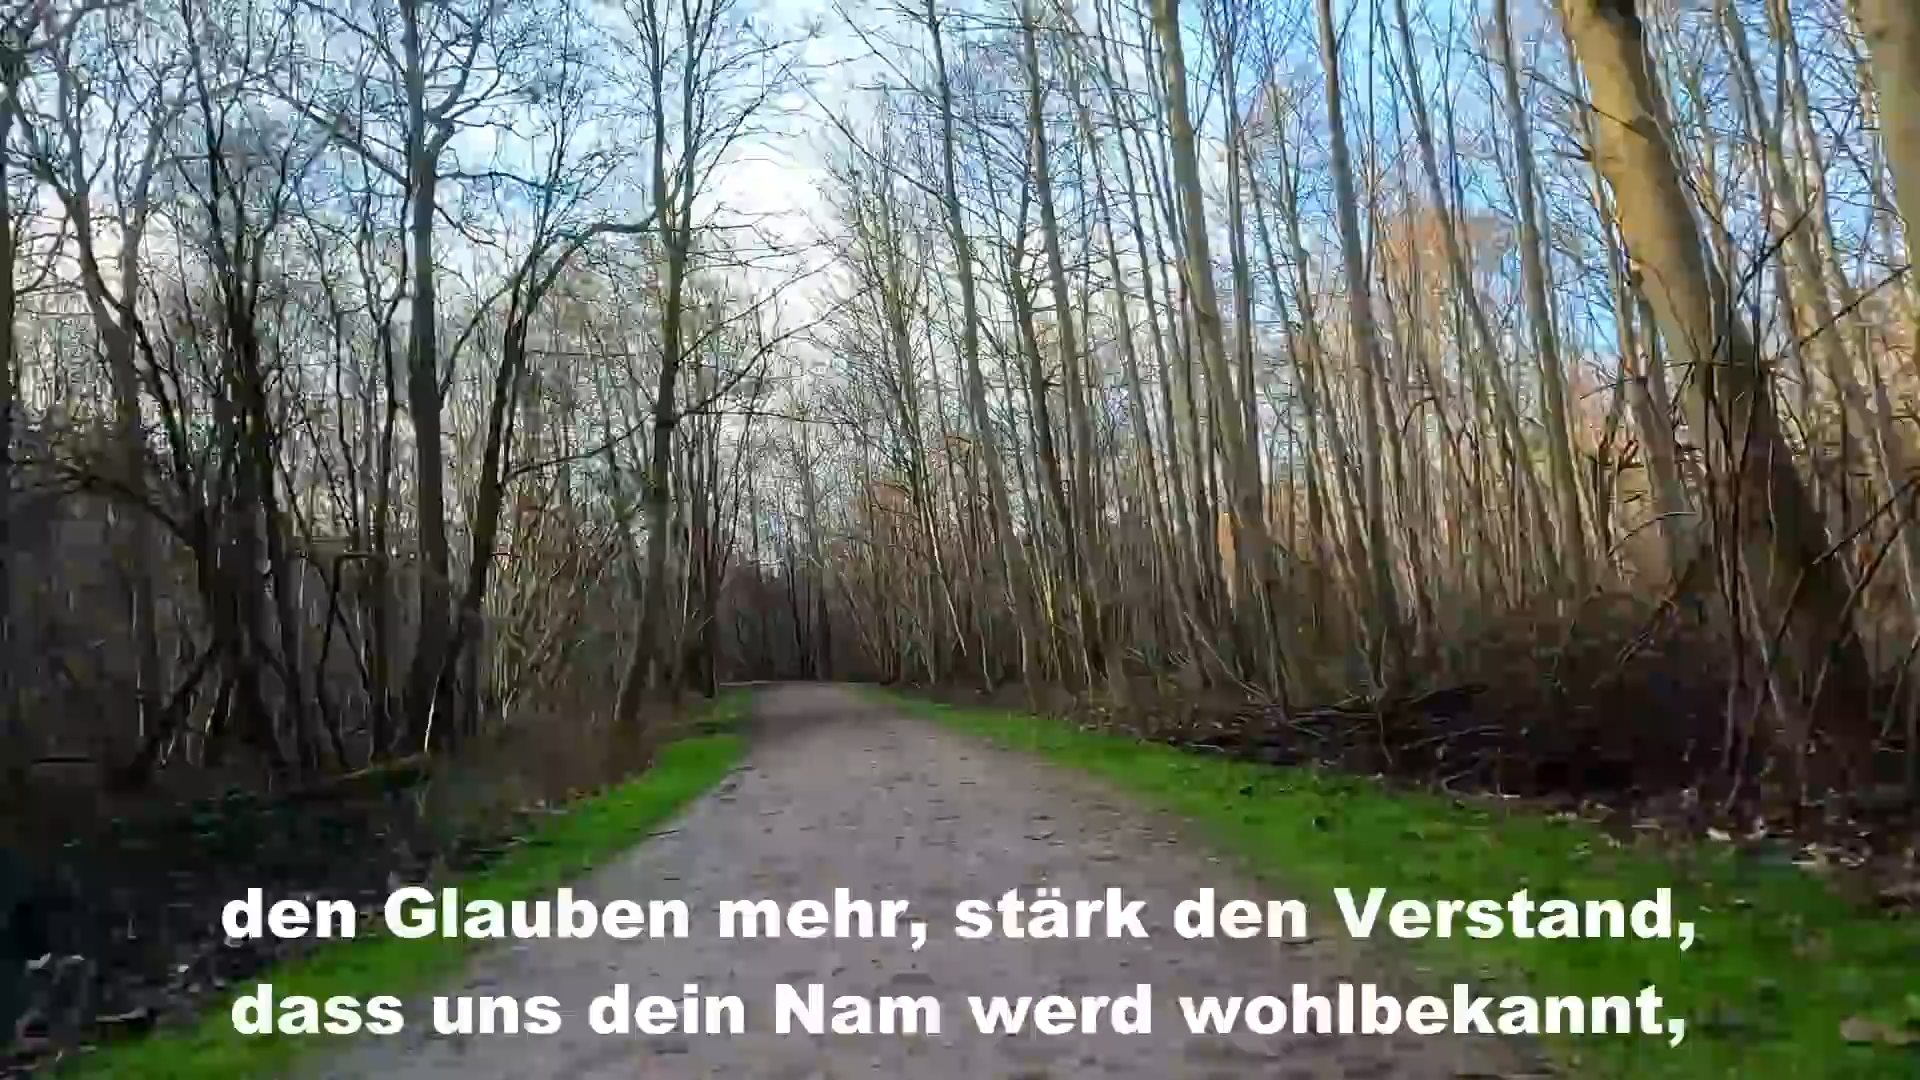 den Glauben mehr, stärk den Verstand,
dass uns dein Nam werd wohlbekannt,